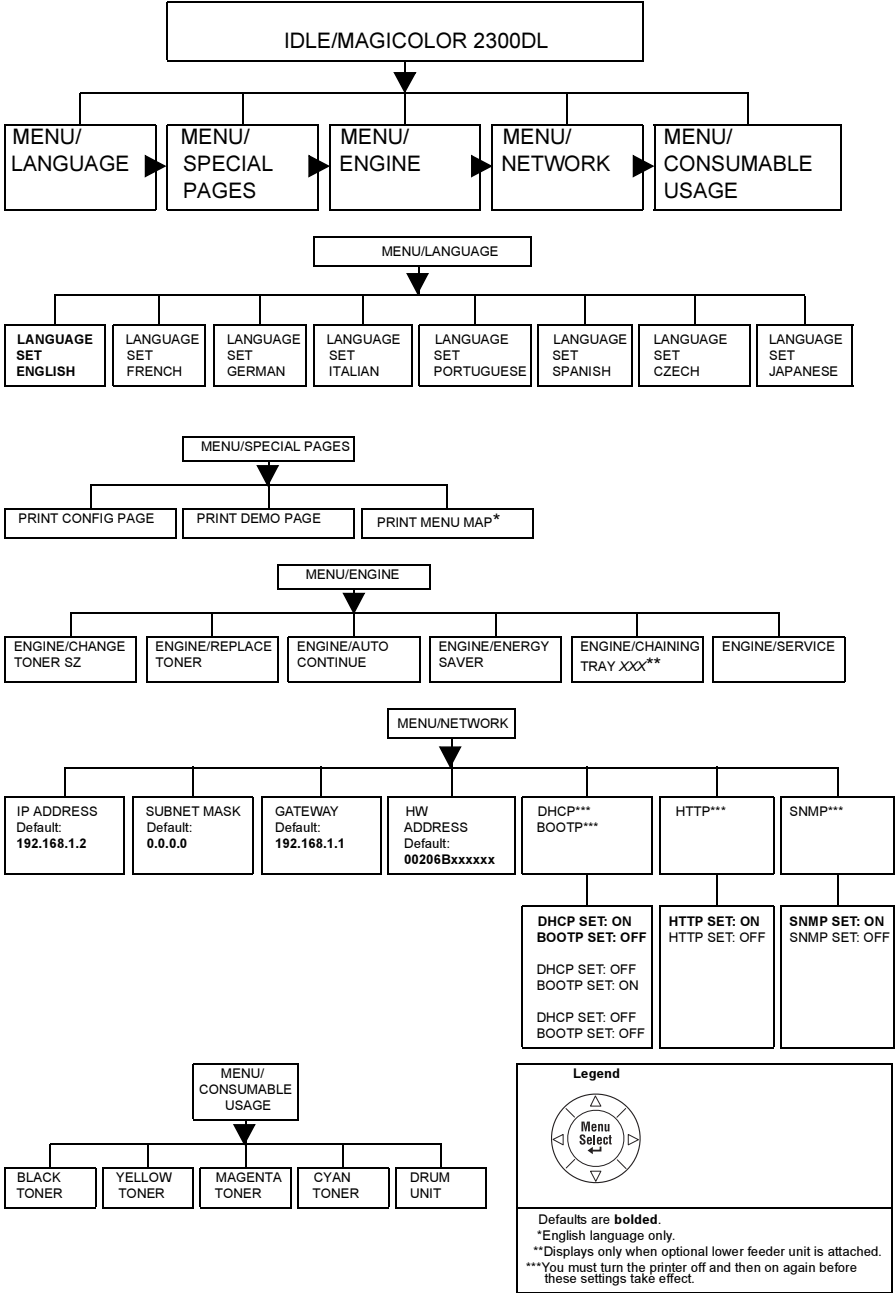 IDLE/MAGICOLOR 2300DL
MENU/
LANGUAGE
MENU/
SPECIAL
PAGES
MENU/
ENGINE
MENU/
NETWORK
MENU/
CONSUMABLE
USAGE
MENU/LANGUAGE
LANGUAGE
SET
ENGLISH
LANGUAGE
SET
FRENCH
LANGUAGE
SET
GERMAN
LANGUAGE
SET
ITALIAN
LANGUAGE
SET
PORTUGUESE
LANGUAGE
SET
SPANISH
LANGUAGE
SET
CZECH
LANGUAGE
SET
JAPANESE
MENU/SPECIAL PAGES
PRINT CONFIG PAGE
PRINT DEMO PAGE
PRINT MENU MAP*
MENU/ENGINE
ENGINE/CHANGE
TONER SZ
ENGINE/REPLACE
TONER
ENGINE/AUTO
CONTINUE
ENGINE/ENERGY
SAVER
ENGINE/CHAINING
TRAY XXX**
ENGINE/SERVICE
MENU/NETWORK
IP ADDRESS
Default:
192.168.1.2
SUBNET MASK
Default:
0.0.0.0
GATEWAY
Default:
192.168.1.1
HW
ADDRESS
Default:
00206Bxxxxxx
DHCP***
BOOTP***
HTTP***
SNMP***
DHCP SET: ON
BOOTP SET: OFF
DHCP SET: OFF
BOOTP SET: ON
DHCP SET: OFF
BOOTP SET: OFF
HTTP SET: ON
HTTP SET: OFF
SNMP SET: ON
SNMP SET: OFF
MENU/
CONSUMABLE
USAGE
BLACK
TONER
YELLOW
TONER
MAGENTA
TONER
CYAN
TONER
DRUM
UNIT
Legend
Menu
Select
Defaults are bolded.
*English language only.
**Displays only when optional lower feeder unit is attached.
***You must turn the printer off and then on again before
these settings take effect.